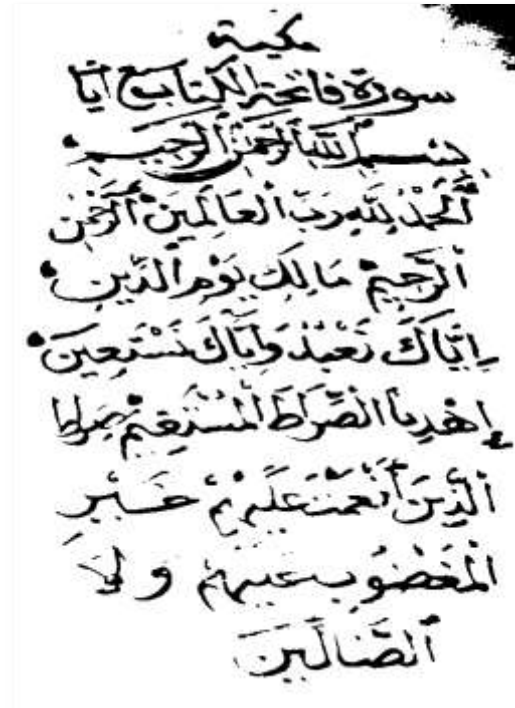 مكية
سورة فاتحة الكتاب سبع آيا
بسم الله الرحمن الرحيم
الحمد لله رب العالمين الرحمن
الرحيم مالك يوم الدين
إياك نعبد وإياك نستعين
إهدنا الصراط المستقيم صراط
الذين أنعمت عليهم غير
المغضوب عليهم ولا
الضالين